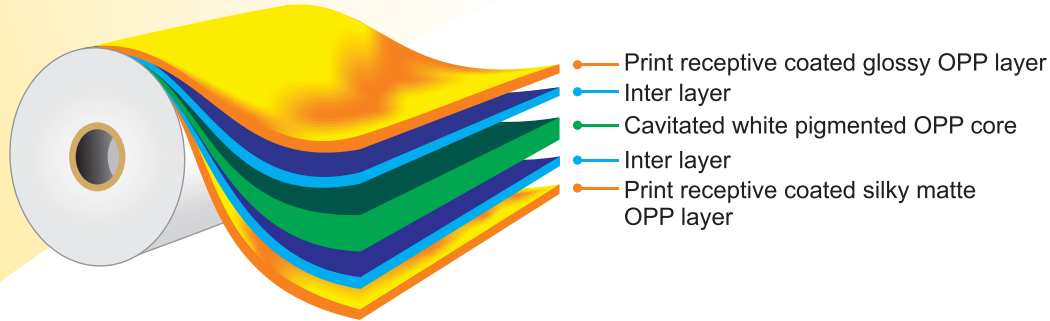 Print receptive coated glossy OPP layer
Inter layer
Cavitated white pigmented OPP core
Inter layer
Print receptive coated silky matte
OPP layer